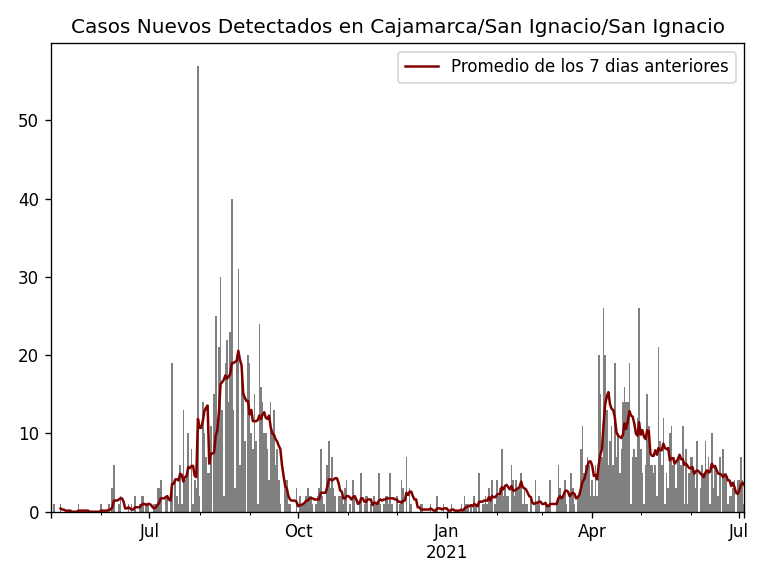 Casos Nuevos Detectados en Cajamarca/San Ignacio/San Ignacio
Promedio de los 7 dias anteriores
50
40
30
20
10
0
Jul Oct Jan Apr Jul
2021